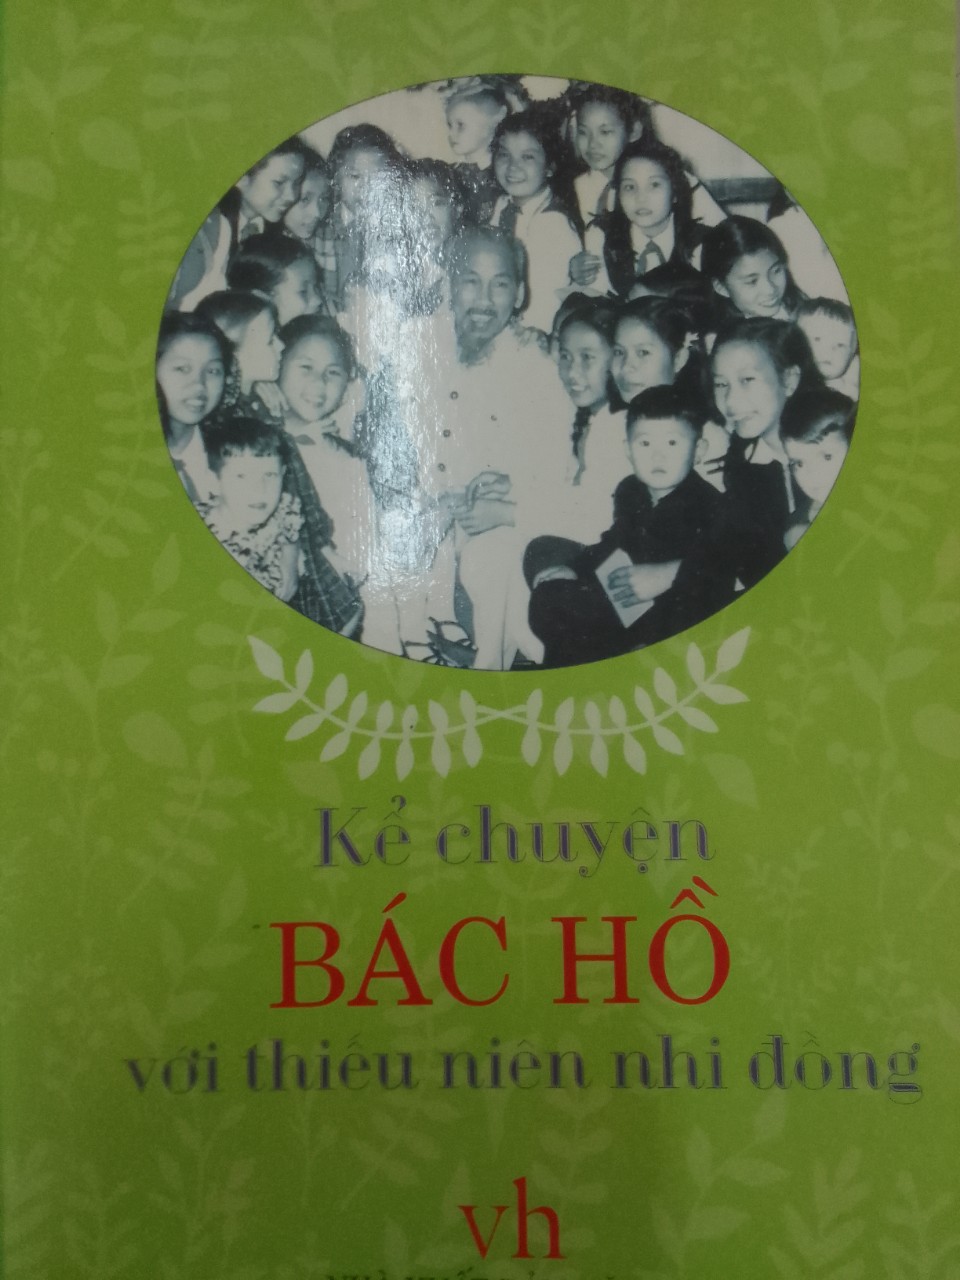 Kể chuyện
BÁC HỒ
với thiếu niên nhi đồng
vh